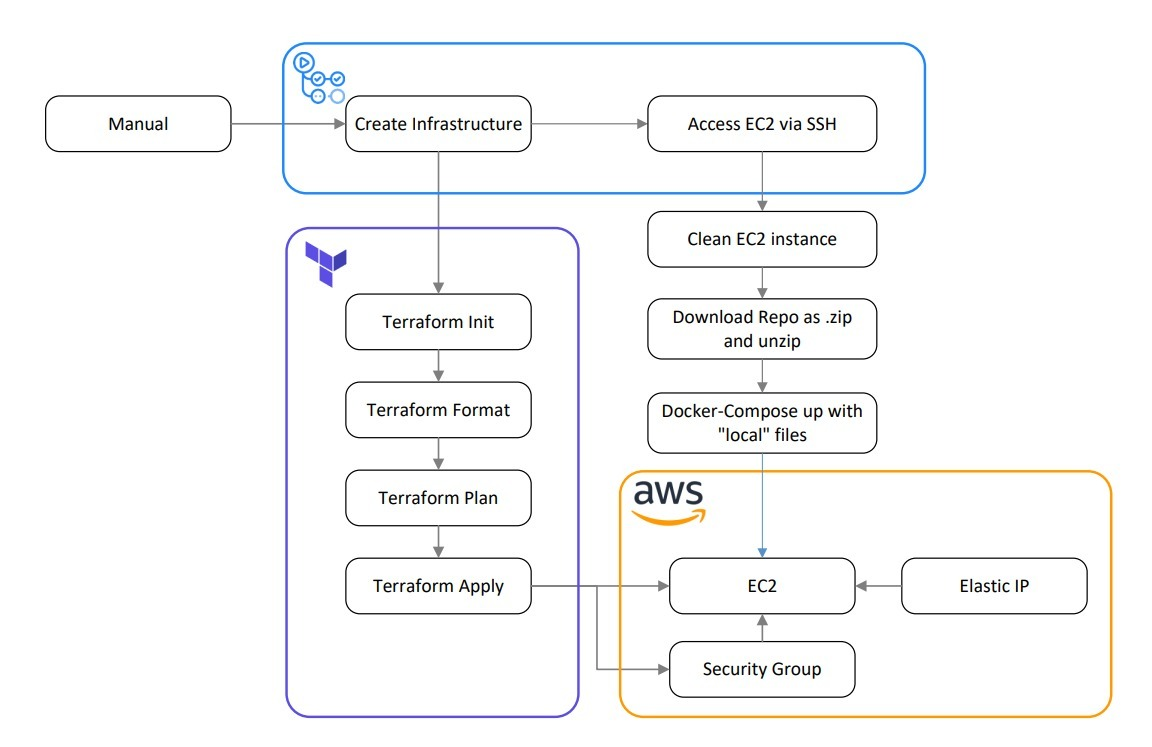 Manual
Create Infrastructure
Access EC2 via SSH
Clean EC2 instance
Download Repo as .zip
and unzip
Docker-Compose up with
"local" files
Terraform Init
Terraform Format
Terraform Plan
Terraform Apply
aws
EC2
Elastic IP
Security Group